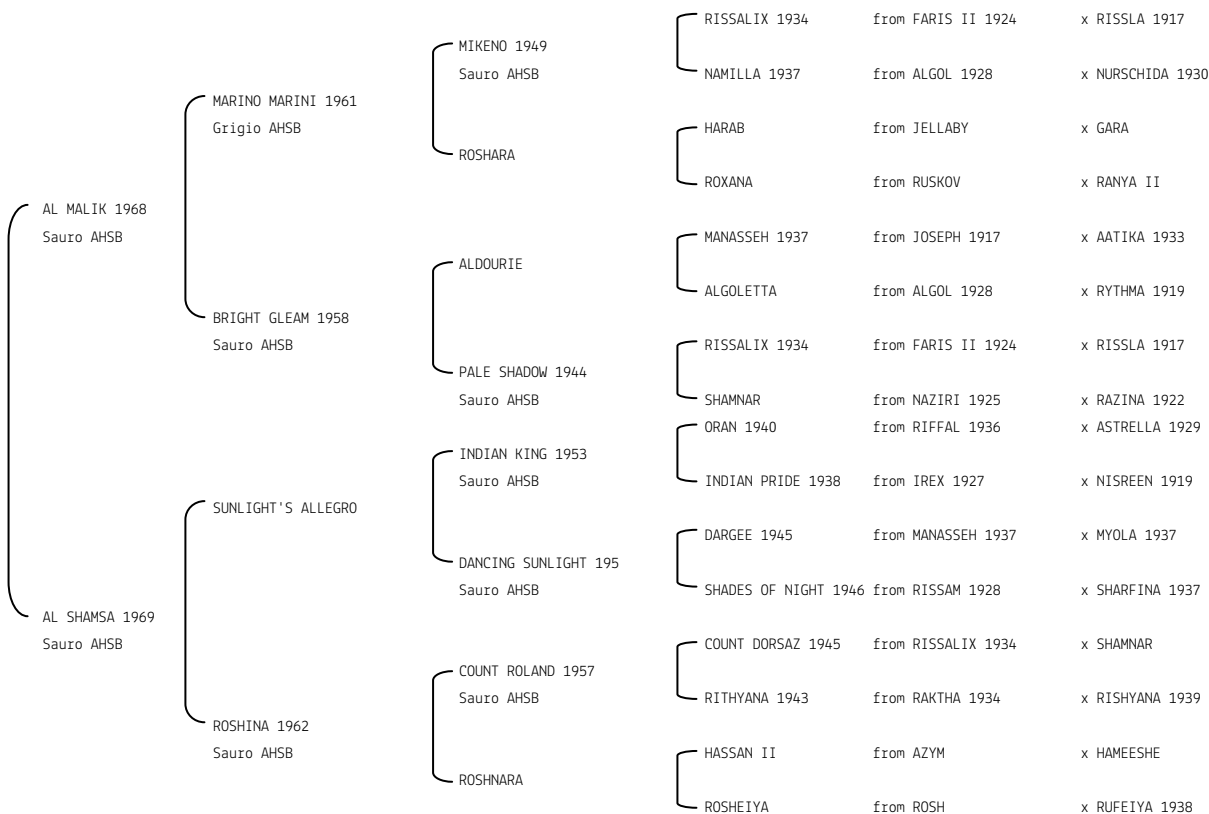 RISSALIX 1934 from FARIS II 1924 x RISSLA 1917
MIKENO 1949
Sauro AHSB
NAMILLA 1937 from ALGOL 1928 x NURSCHIDA 1930
MARINO MARINI 1961
Grigio AHSB
HARAB from JELLABY x GARA
ROSHARA
ROXANA from RUSKOV x RANYA II
AL MALIK 1968
Sauro AHSB
MANASSEH 1937 from JOSEPH 1917 x AATIKA 1933
ALDOURIE
ALGOLETTA from ALGOL 1928 x RYTHMA 1919
BRIGHT GLEAM 1958
Sauro AHSB
RISSALIX 1934 from FARIS II 1924 x RISSLA 1917
PALE SHADOW 1944
Sauro AHSB
SHAMNAR from NAZIRI 1925 x RAZINA 1922
ORAN 1940 from RIFFAL 1936 x ASTRELLA 1929
INDIAN KING 1953
Sauro AHSB
INDIAN PRIDE 1938 from IREX 1927 x NISREEN 1919
SUNLIGHT'S ALLEGRO
DARGEE 1945 from MANASSEH 1937 x MYOLA 1937
DANCING SUNLIGHT 195
Sauro AHSB
SHADES OF NIGHT 1946 from RISSAM 1928 x SHARFINA 1937
AL SHAMSA 1969
Sauro AHSB
COUNT DORSAZ 1945 from RISSALIX 1934 x SHAMNAR
COUNT ROLAND 1957
Sauro AHSB
RITHYANA 1943 from RAKTHA 1934 x RISHYANA 1939
ROSHINA 1962
Sauro AHSB
HASSAN II from AZYM x HAMEESHE
ROSHNARA
ROSHEIYA from ROSH x RUFEIYA 1938